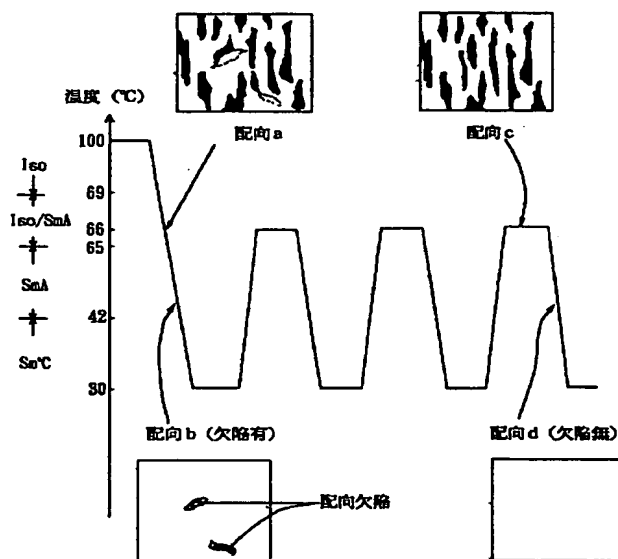 温度 (℃)
配向a
配向c
100
Iso
69
Iso/SmA
66
65
SmA
42
Sm℃
30
配向b (欠陥有)
配向d (欠陥無)
配向欠陥